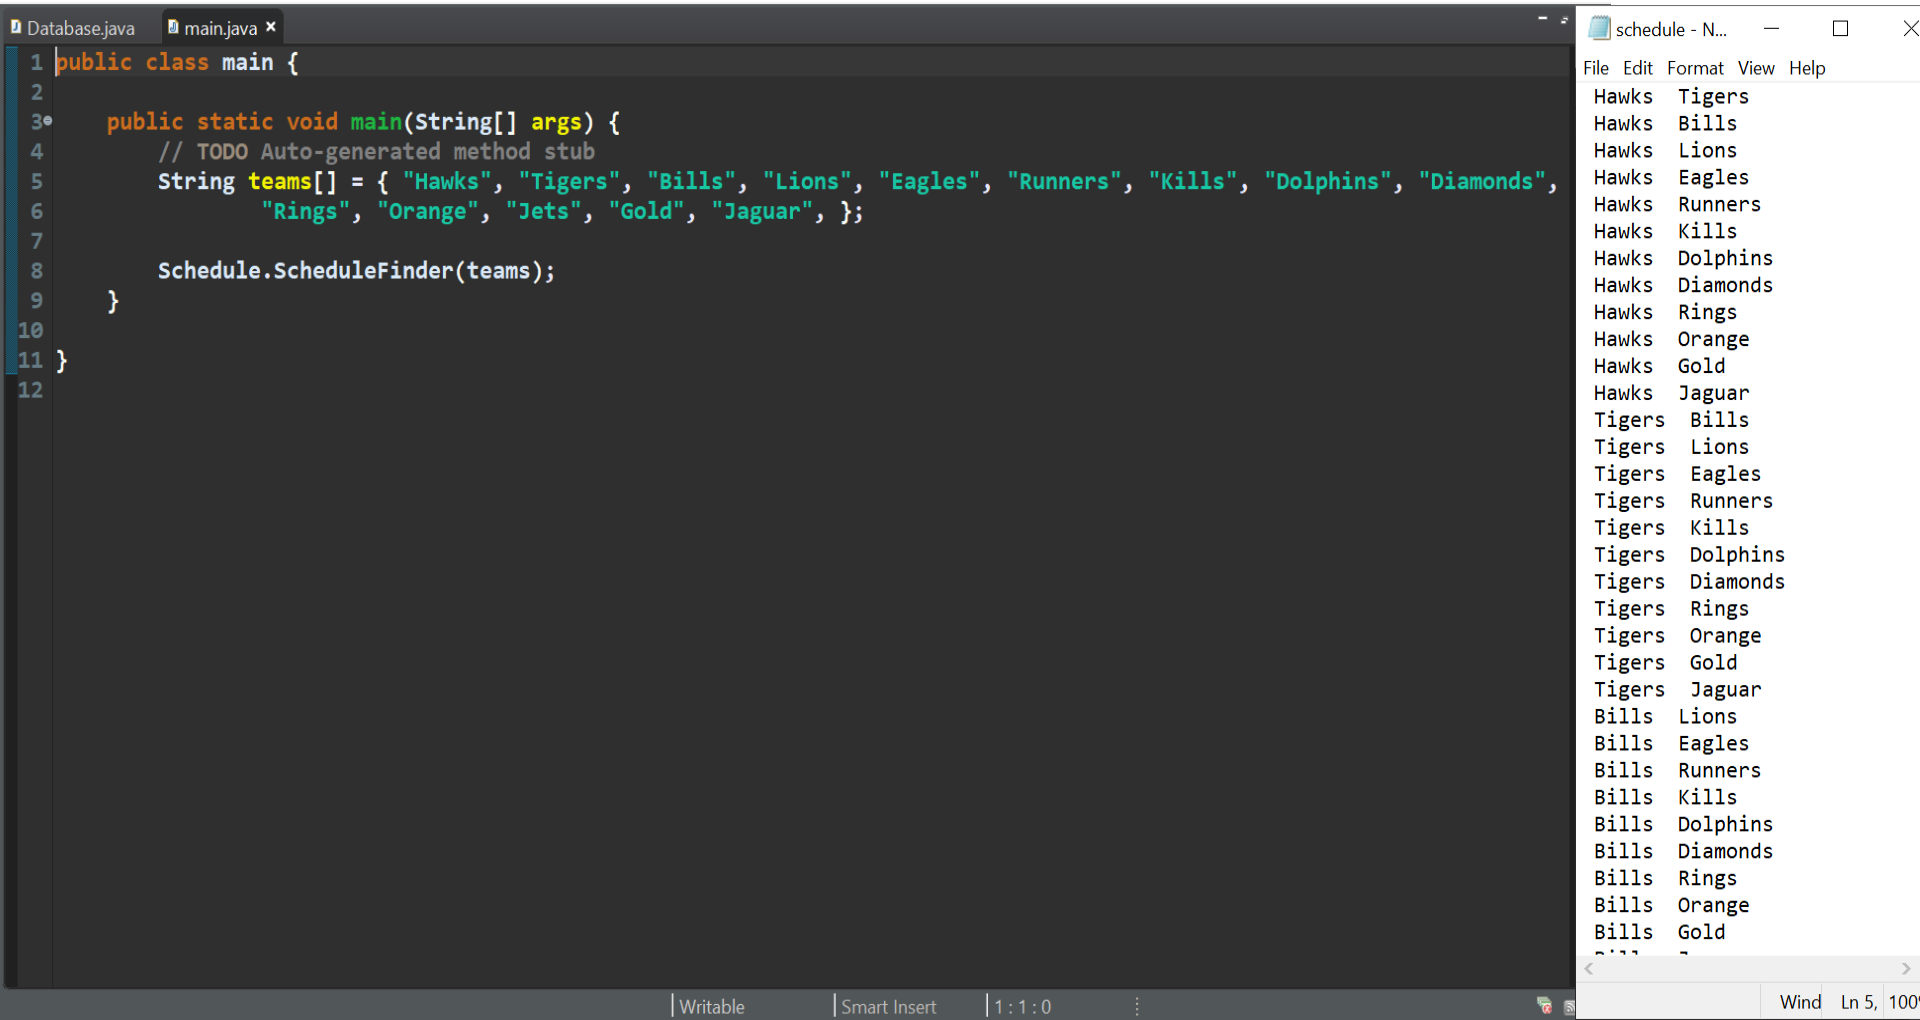 Database.java main.java
1 public class main {
2
3 public static void main(String[] args) {
4 // TODO Auto-generated method stub
5 String teams[] = { "Hawks", "Tigers", "Bills", "Lions", "Eagles", "Runners", "Kills", "Dolphins", "Diamonds",
6 "Rings", "Orange", "Jets", "Gold", "Jaguar", };
7
8 Schedule.ScheduleFinder(teams);
9 }
10
11 }
12
Writable Smart Insert 1 : 1 : 0
schedule - N...
File Edit Format View Help
Hawks Tigers
Hawks Bills
Hawks Lions
Hawks Eagles
Hawks Runners
Hawks Kills
Hawks Dolphins
Hawks Diamonds
Hawks Rings
Hawks Orange
Hawks Gold
Hawks Jaguar
Tigers Bills
Tigers Lions
Tigers Eagles
Tigers Runners
Tigers Kills
Tigers Dolphins
Tigers Diamonds
Tigers Rings
Tigers Orange
Tigers Gold
Tigers Jaguar
Bills Lions
Bills Eagles
Bills Runners
Bills Kills
Bills Dolphins
Bills Diamonds
Bills Rings
Bills Orange
Bills Gold
Wind Ln 5, 100%